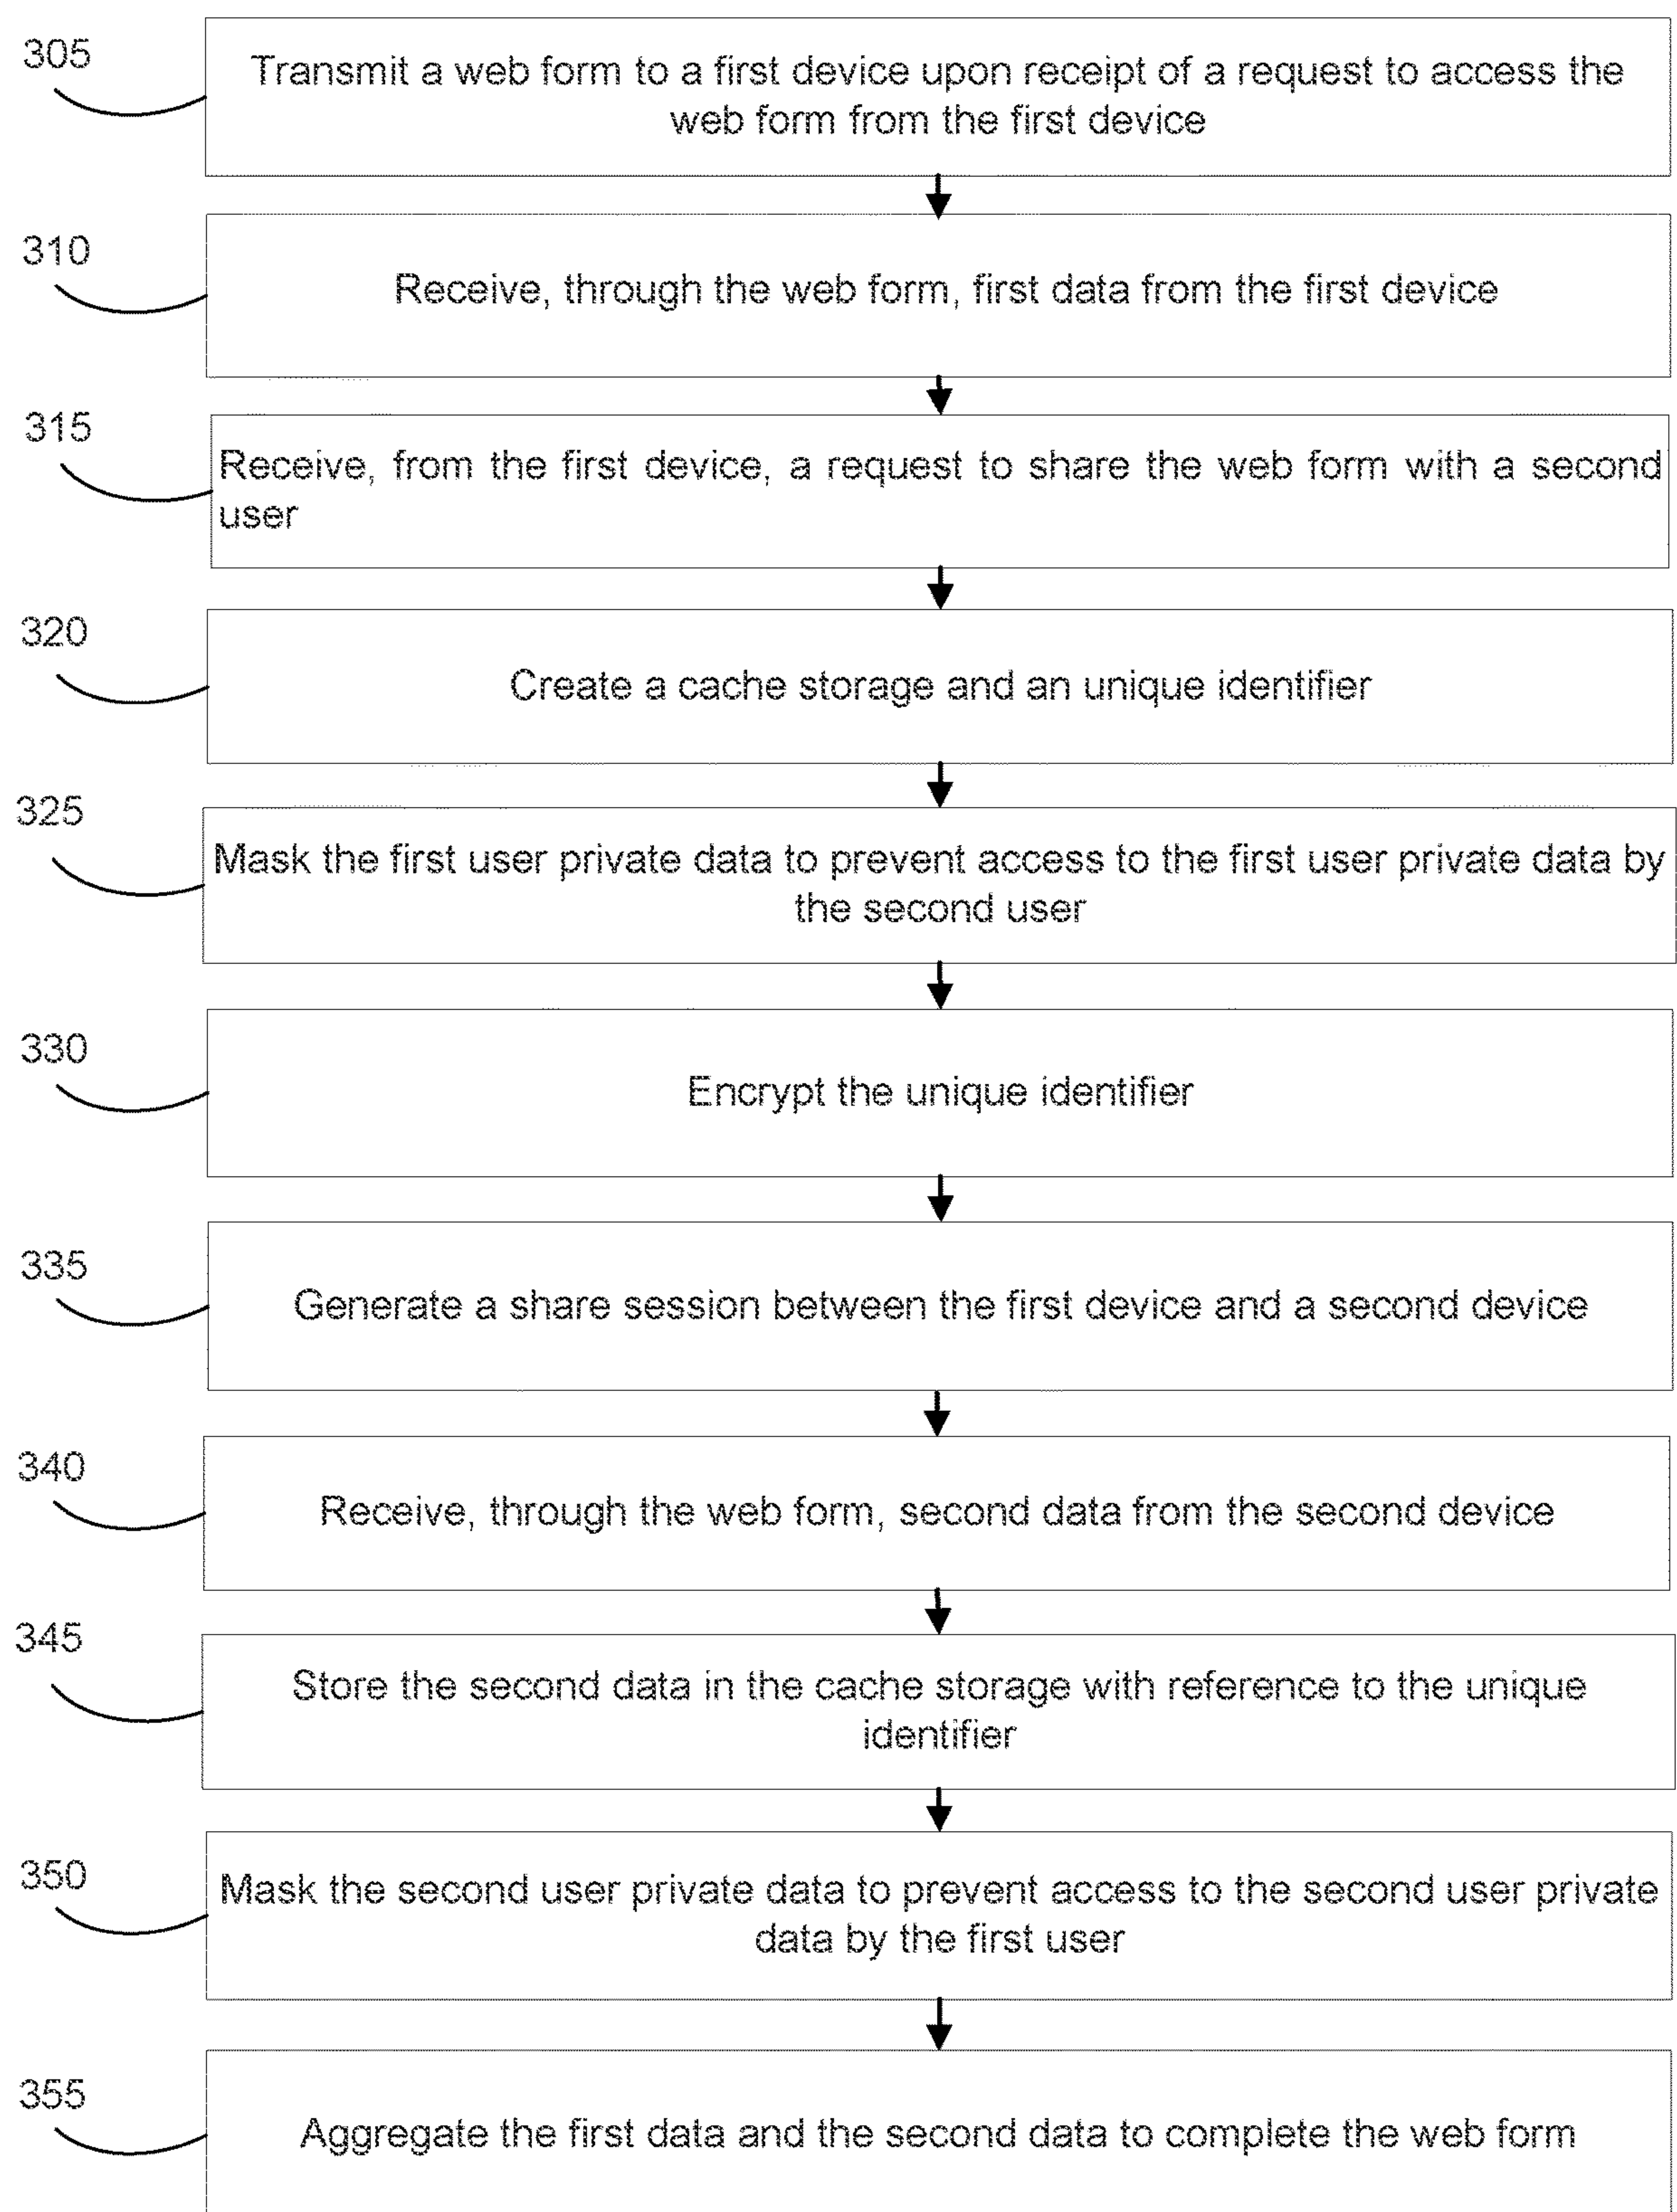 305
Transmit a web form to a first device upon receipt of a request to access the
web form from the first device
310
Receive, through the web form, first data from the first device
315
Receive, from the first device, a request to share the web form with a second
user
320
Create a cache storage and an unique identifier
325
Mask the first user private data to prevent access to the first user private data by
the second user
330
Encrypt the unique identifier
335
Generate a share session between the first device and a second device
340
Receive, through the web form, second data from the second device
345
Store the second data in the cache storage with reference to the unique
identifier
350
Mask the second user private data to prevent access to the second user private
data by the first user
355
Aggregate the first data and the second data to complete the web form